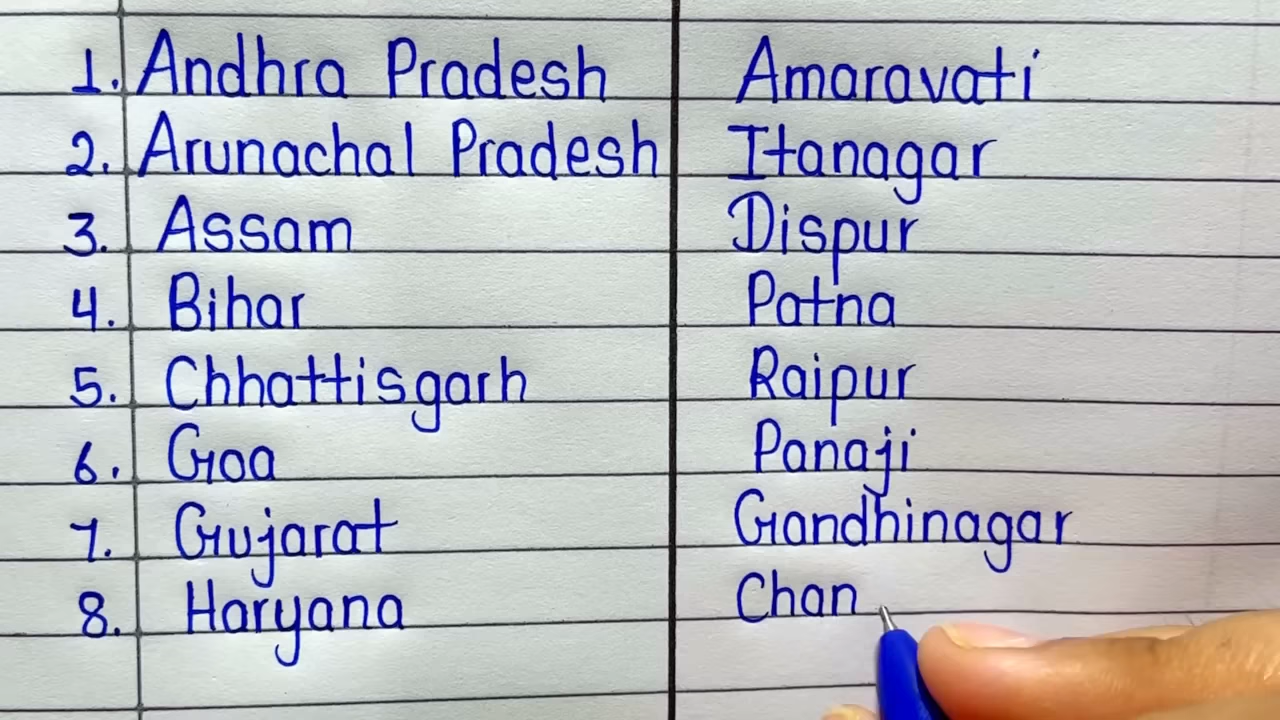 1. Andhra Pradesh Amaravati
2. Arunachal Pradesh Itanagar
3. Assam Dispur
4. Bihar Patna
5. Chhattisgarh Raipur
6. Goa Panaji
7. Gujarat Gandhinagar
8. Haryana Chan